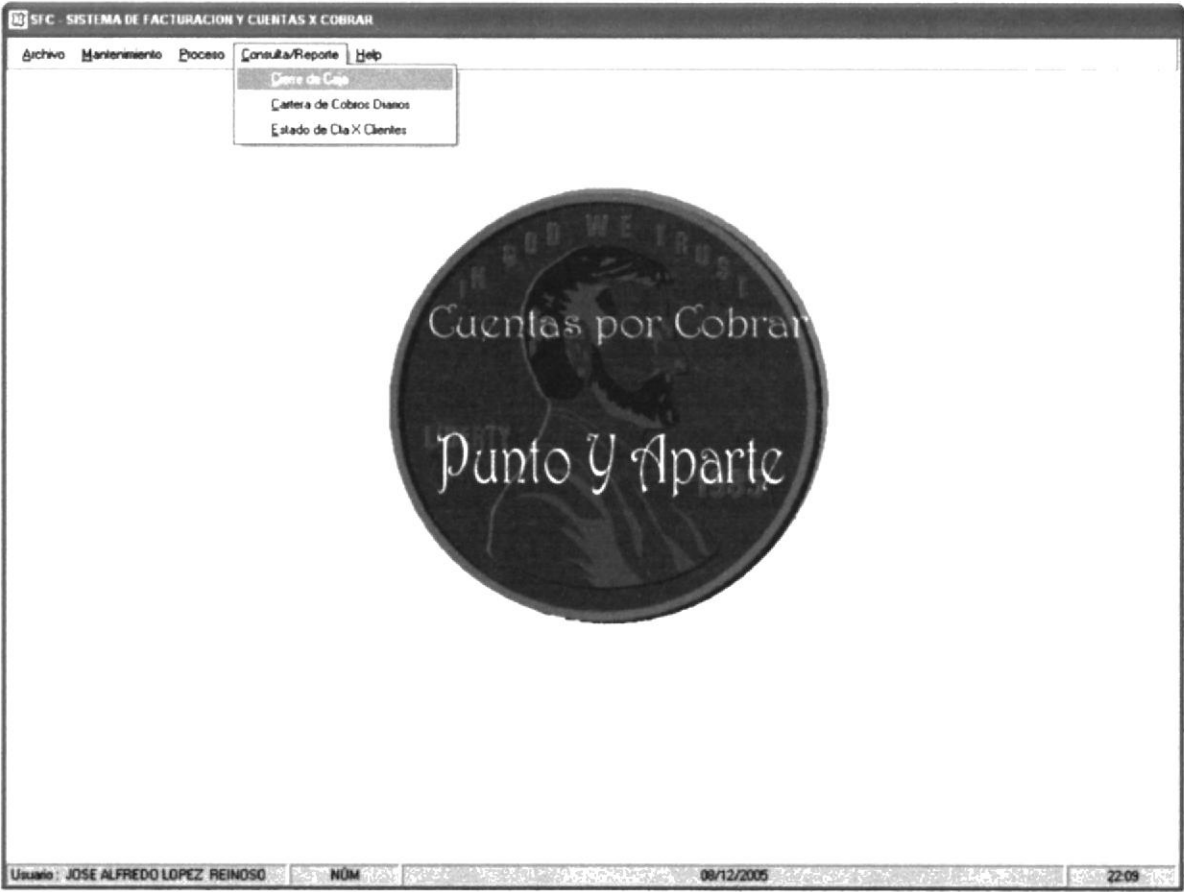 SFC - SISTEMA DE FACTURACION Y CUENTAS X COBRAR
Archivo Mantenimiento Proceso Consulta/Reporte Help
Cierre de Caja
Cartera de Cobros Diarios
Estado de Cta X Clientes
IN GOD WE TRUST
Cuentas por Cobrar
LIBERTY
Punto Y Aparte
Usuario : JOSE ALFREDO LOPEZ REINOSO NÚM 08/12/2005 22:09